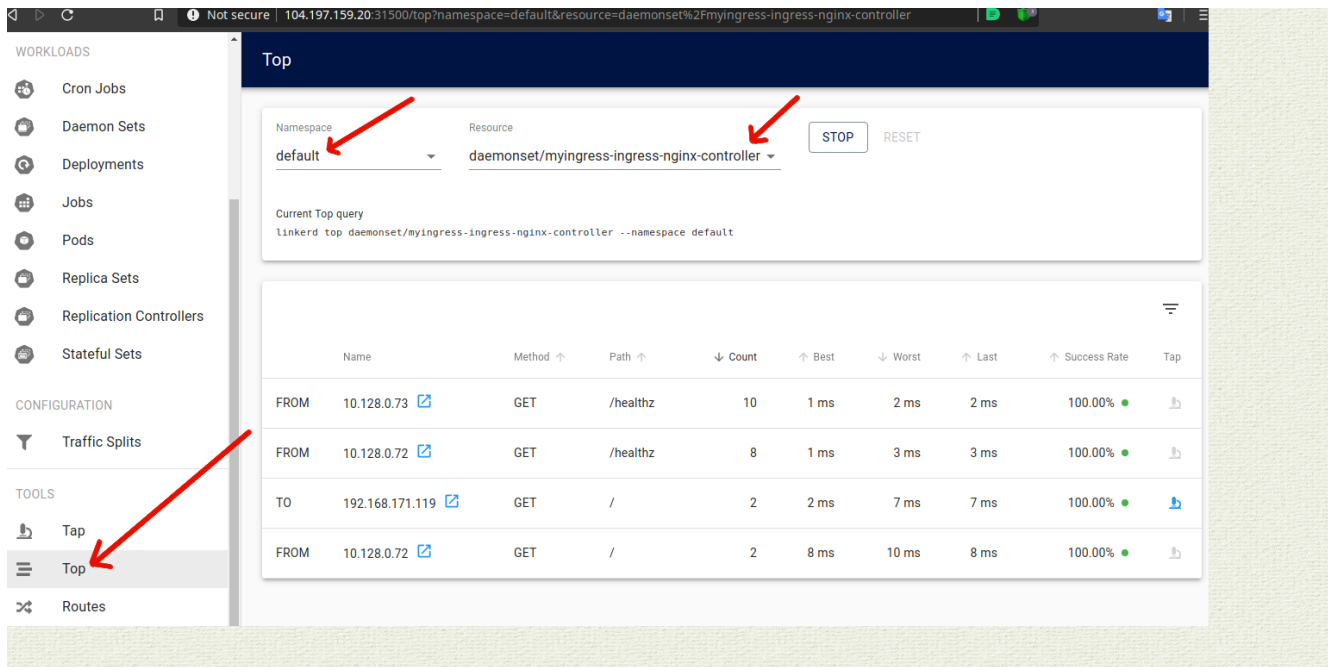 Not secure 104.197.159.20:31500/top?namespace=default&resource=daemonset%2Fmyingress-ingress-nginx-controller
WORKLOADS
Cron Jobs
Daemon Sets
Deployments
Jobs
Pods
Replica Sets
Replication Controllers
Stateful Sets
CONFIGURATION
Traffic Splits
TOOLS
Tap
Top
Routes
Top
Namespace Resource
default daemonset/myingress-ingress-nginx-controller STOP RESET
Current Top query
linkerd top daemonset/myingress-ingress-nginx-controller --namespace default
Name Method Path Count Best Worst Last Success Rate Tap
FROM 10.128.0.73 GET /healthz 10 1 ms 2 ms 2 ms 100.00%
FROM 10.128.0.72 GET /healthz 8 1 ms 3 ms 3 ms 100.00%
TO 192.168.171.119 GET / 2 2 ms 7 ms 7 ms 100.00%
FROM 10.128.0.72 GET / 2 8 ms 10 ms 8 ms 100.00%